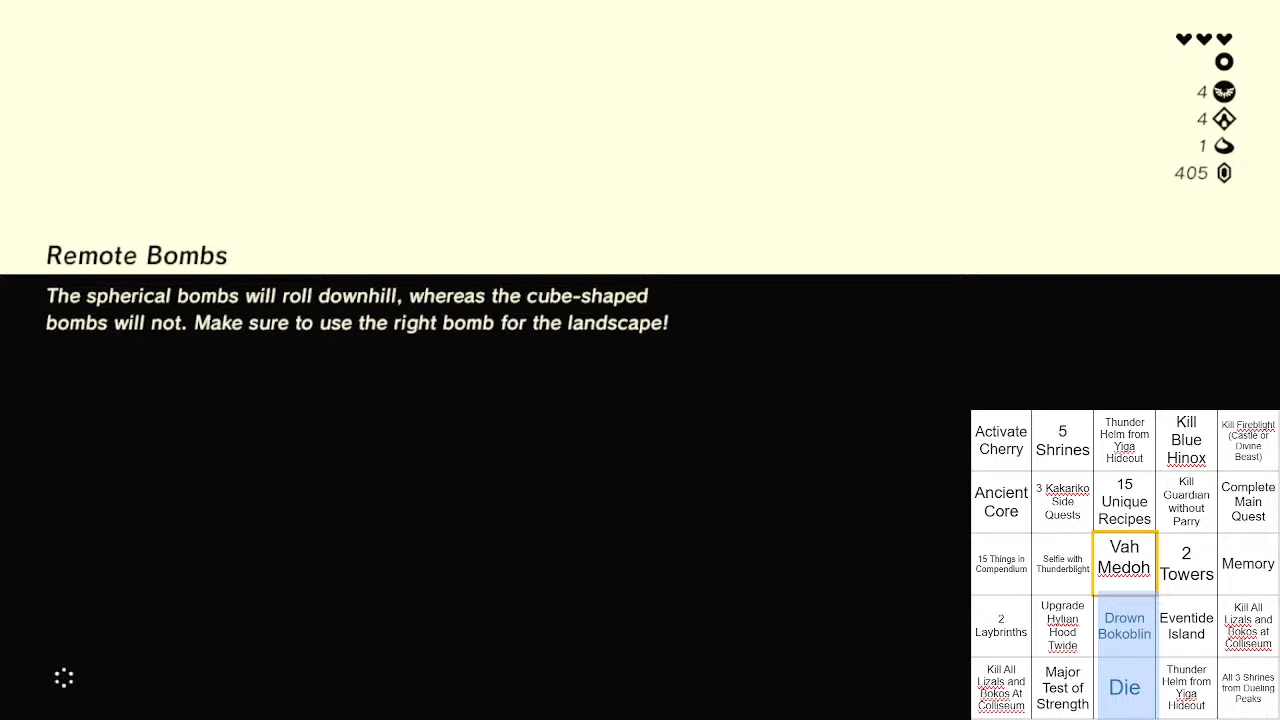 4
4
1
405
Remote Bombs
The spherical bombs will roll downhill, whereas the cube-shaped
bombs will not. Make sure to use the right bomb for the landscape!
Activate
Cherry
5
Shrines
Thunder
Helm from
Yiga
Hideout
Kill
Blue
Hinox
Kill Fireblight
(Castle or
Divine
Beast)
Ancient
Core
3 Kakariko
Side
Quests
15
Unique
Recipes
Kill
Guardian
without
Parry
Complete
Main
Quest
15 Things in
Compendium
Selfie with
Thunderblight
Vah
Medoh
2
Towers
Memory
2
Laybrinths
Upgrade
Hylian
Hood
Twide
Drown
Bokoblin
Eventide
Island
Kill All
Lizals and
Bokos at
Colliseum
Kill All
Lizals and
Bokos At
Colliseum
Major
Test of
Strength
Die
Thunder
Helm from
Yiga
Hideout
All 3 Shrines
from Dueling
Peaks